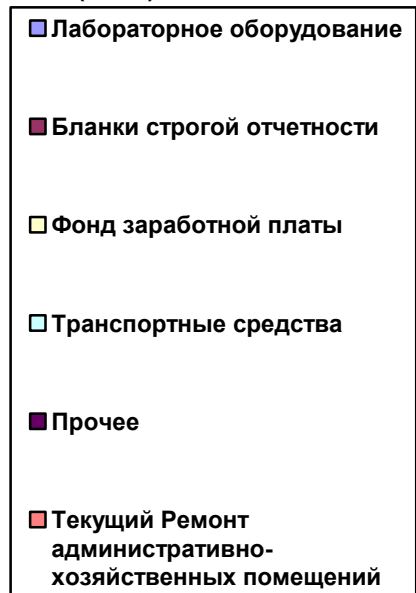 Лабораторное оборудование
Бланки строгой отчетности
Фонд заработной платы
Транспортные средства
Прочее
Текущий Ремонт
административно-
хозяйственных помещений